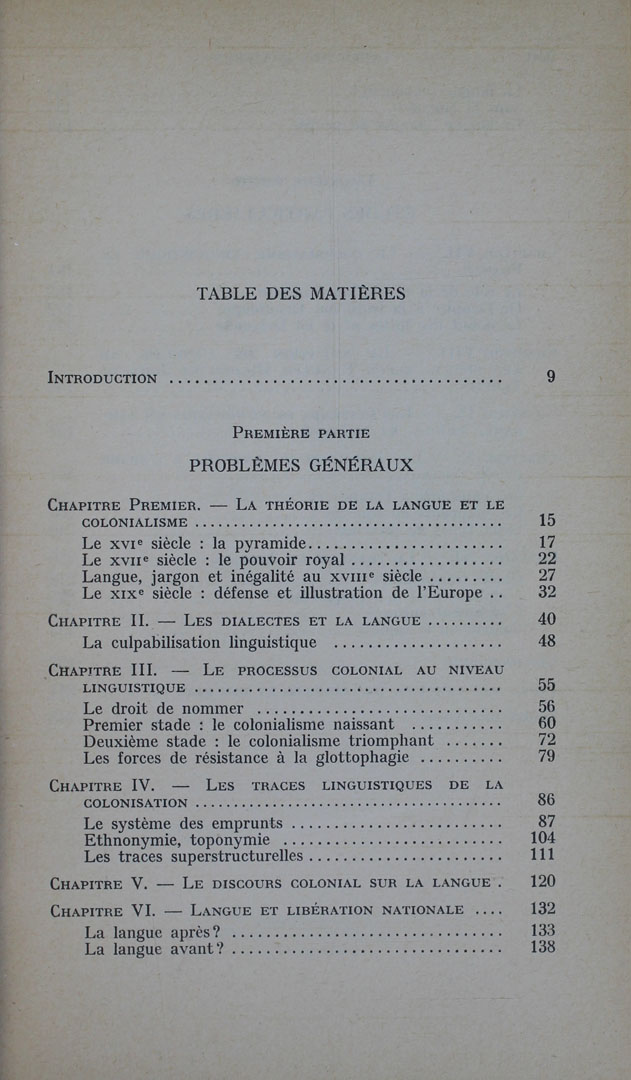 TABLE DES MATIÈRES
INTRODUCTION ....................................... 9
PREMIÈRE PARTIE
PROBLÈMES GÉNÉRAUX
CHAPITRE PREMIER. — LA THÉORIE DE LA LANGUE ET LE
COLONIALISME ........................................ 15
Le XVIe siècle : la pyramide....................... 17
Le XVIIe siècle : le pouvoir royal .................. 22
Langue, jargon et inégalité au XVIIIe siècle ......... 27
Le XIXe siècle : défense et illustration de l'Europe .. 32
CHAPITRE II. — LES DIALECTES ET LA LANGUE .......... 40
La culpabilisation linguistique .................... 48
CHAPITRE III. — LE PROCESSUS COLONIAL AU NIVEAU
LINGUISTIQUE ........................................ 55
Le droit de nommer ............................. 56
Premier stade : le colonialisme naissant ........... 60
Deuxième stade : le colonialisme triomphant ....... 72
Les forces de résistance à la glottophagie .......... 79
CHAPITRE IV. — LES TRACES LINGUISTIQUES DE LA
COLONISATION ........................................ 86
Le système des emprunts ......................... 87
Ethnonymie, toponymie .......................... 104
Les traces superstructurelles ....................... 111
CHAPITRE V. — LE DISCOURS COLONIAL SUR LA LANGUE . 120
CHAPITRE VI. — LANGUE ET LIBÉRATION NATIONALE .... 132
La langue après? ................................ 133
La langue avant? ................................ 138